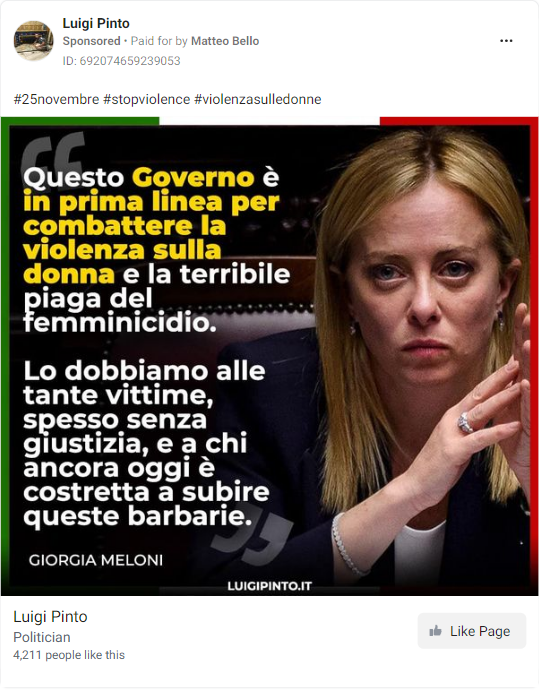 Luigi Pinto
Sponsored • Paid for by Matteo Bello
ID: 692074659239053
#25novembre #stopviolence #violenzasulledonne
Questo Governo è
in prima linea per
combattere la
violenza sulla
donna e la terribile
piaga del
femminicidio.
Lo dobbiamo alle
tante vittime,
spesso senza
giustizia, e a chi
ancora oggi è
costretta a subire
queste barbarie.
GIORGIA MELONI
LUIGIPINTO.IT
Luigi Pinto
Politician
4,211 people like this
Like Page